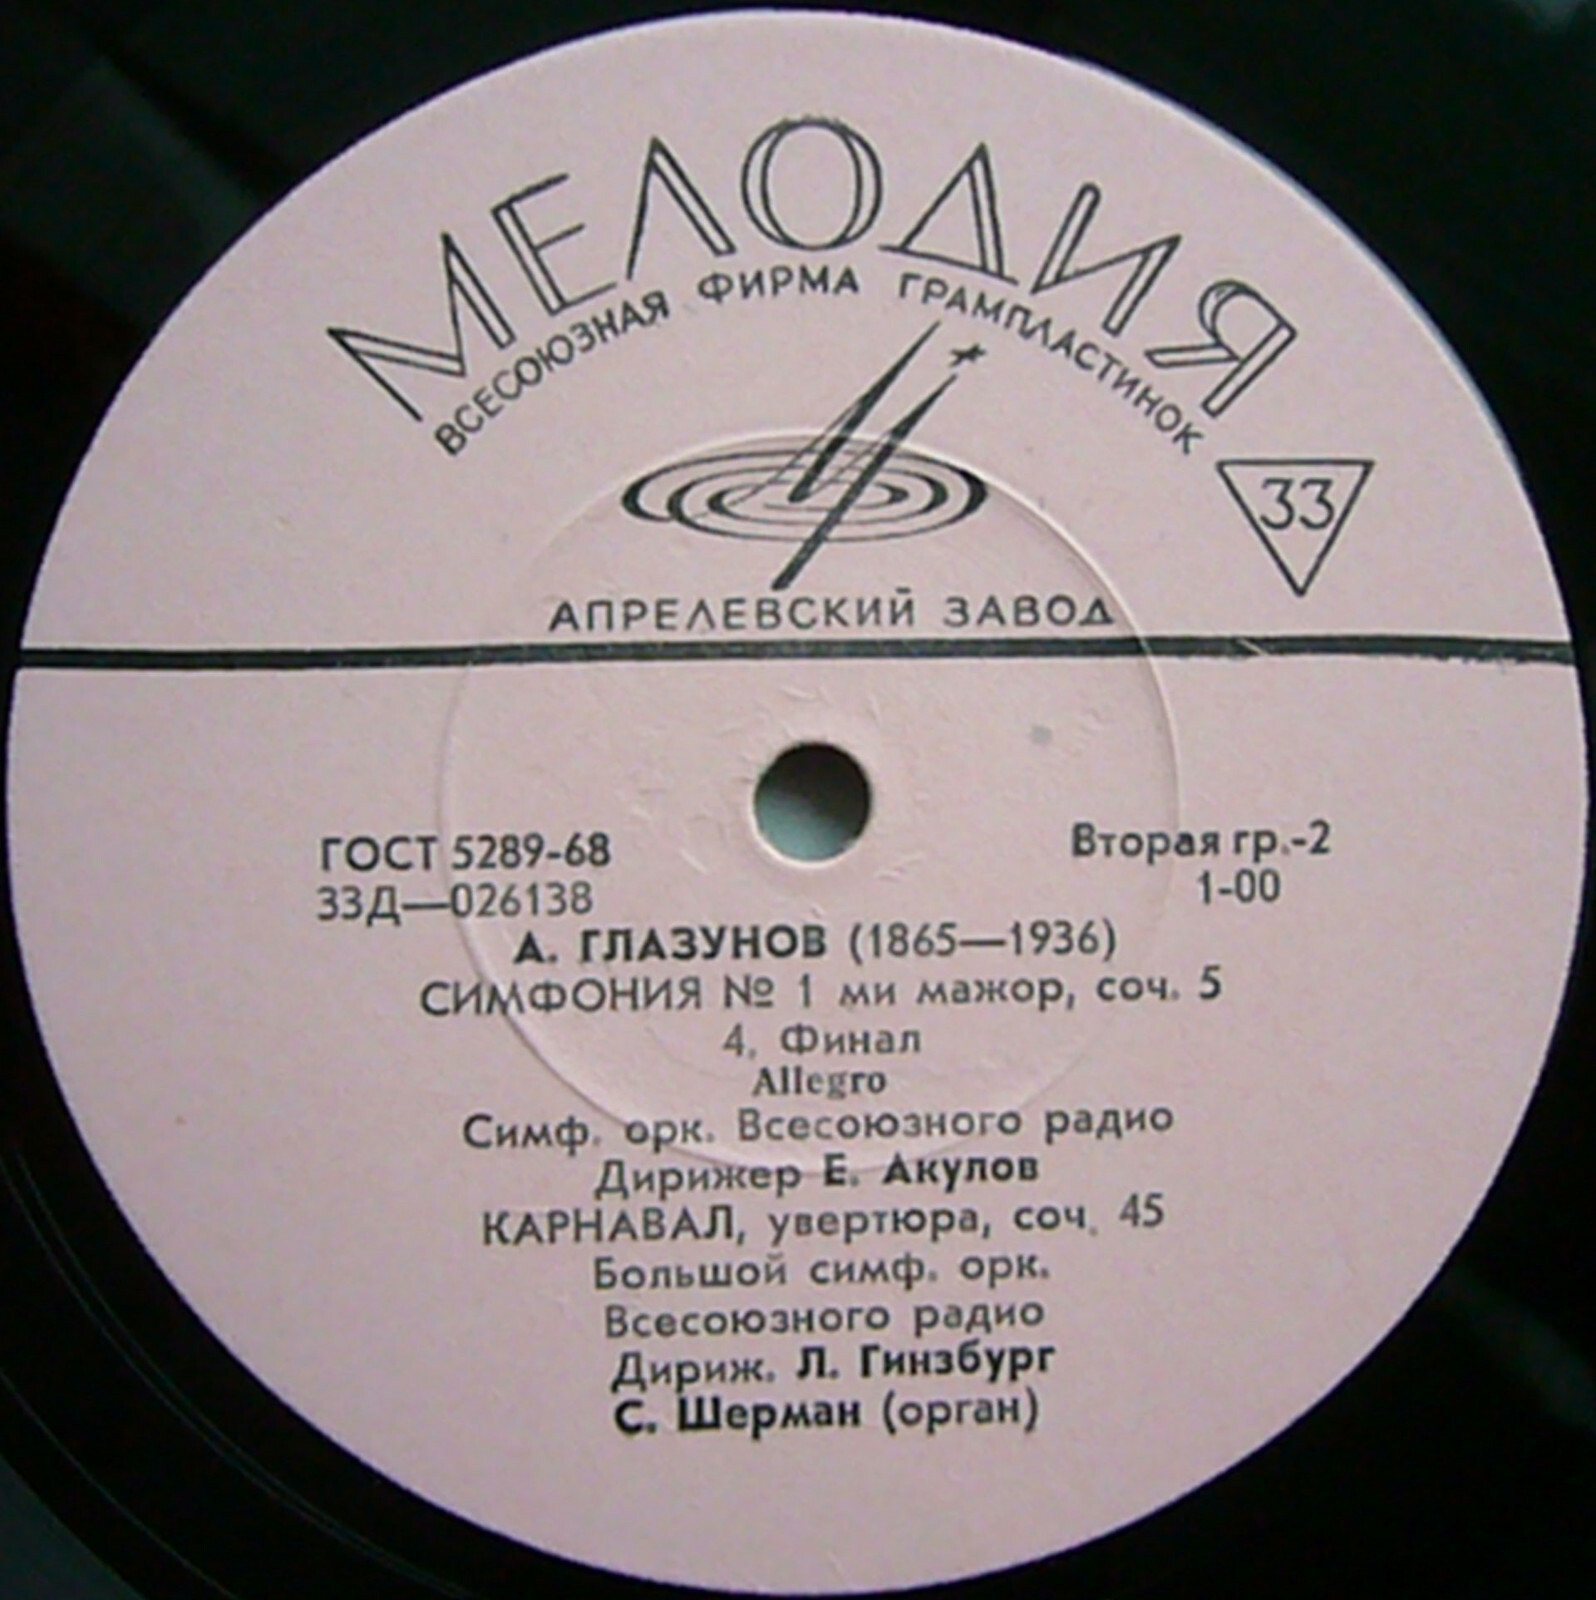 МЕЛОДИЯ
ВСЕСОЮЗНАЯ ФИРМА ГРАМПЛАСТИНОК
33
АПРЕЛЕВСКИЙ ЗАВОД
ГОСТ 5289-68
Вторая гр.-2
33Д—026138
1-00
А. ГЛАЗУНОВ (1865—1936)
СИМФОНИЯ № 1 ми мажор, соч. 5
4. Финал
Allegro
Симф. орк. Всесоюзного радио
Дирижер Е. Акулов
КАРНАВАЛ, увертюра, соч. 45
Большой симф. орк.
Всесоюзного радио
Дириж. Л. Гинзбург
С. Шерман (орган)